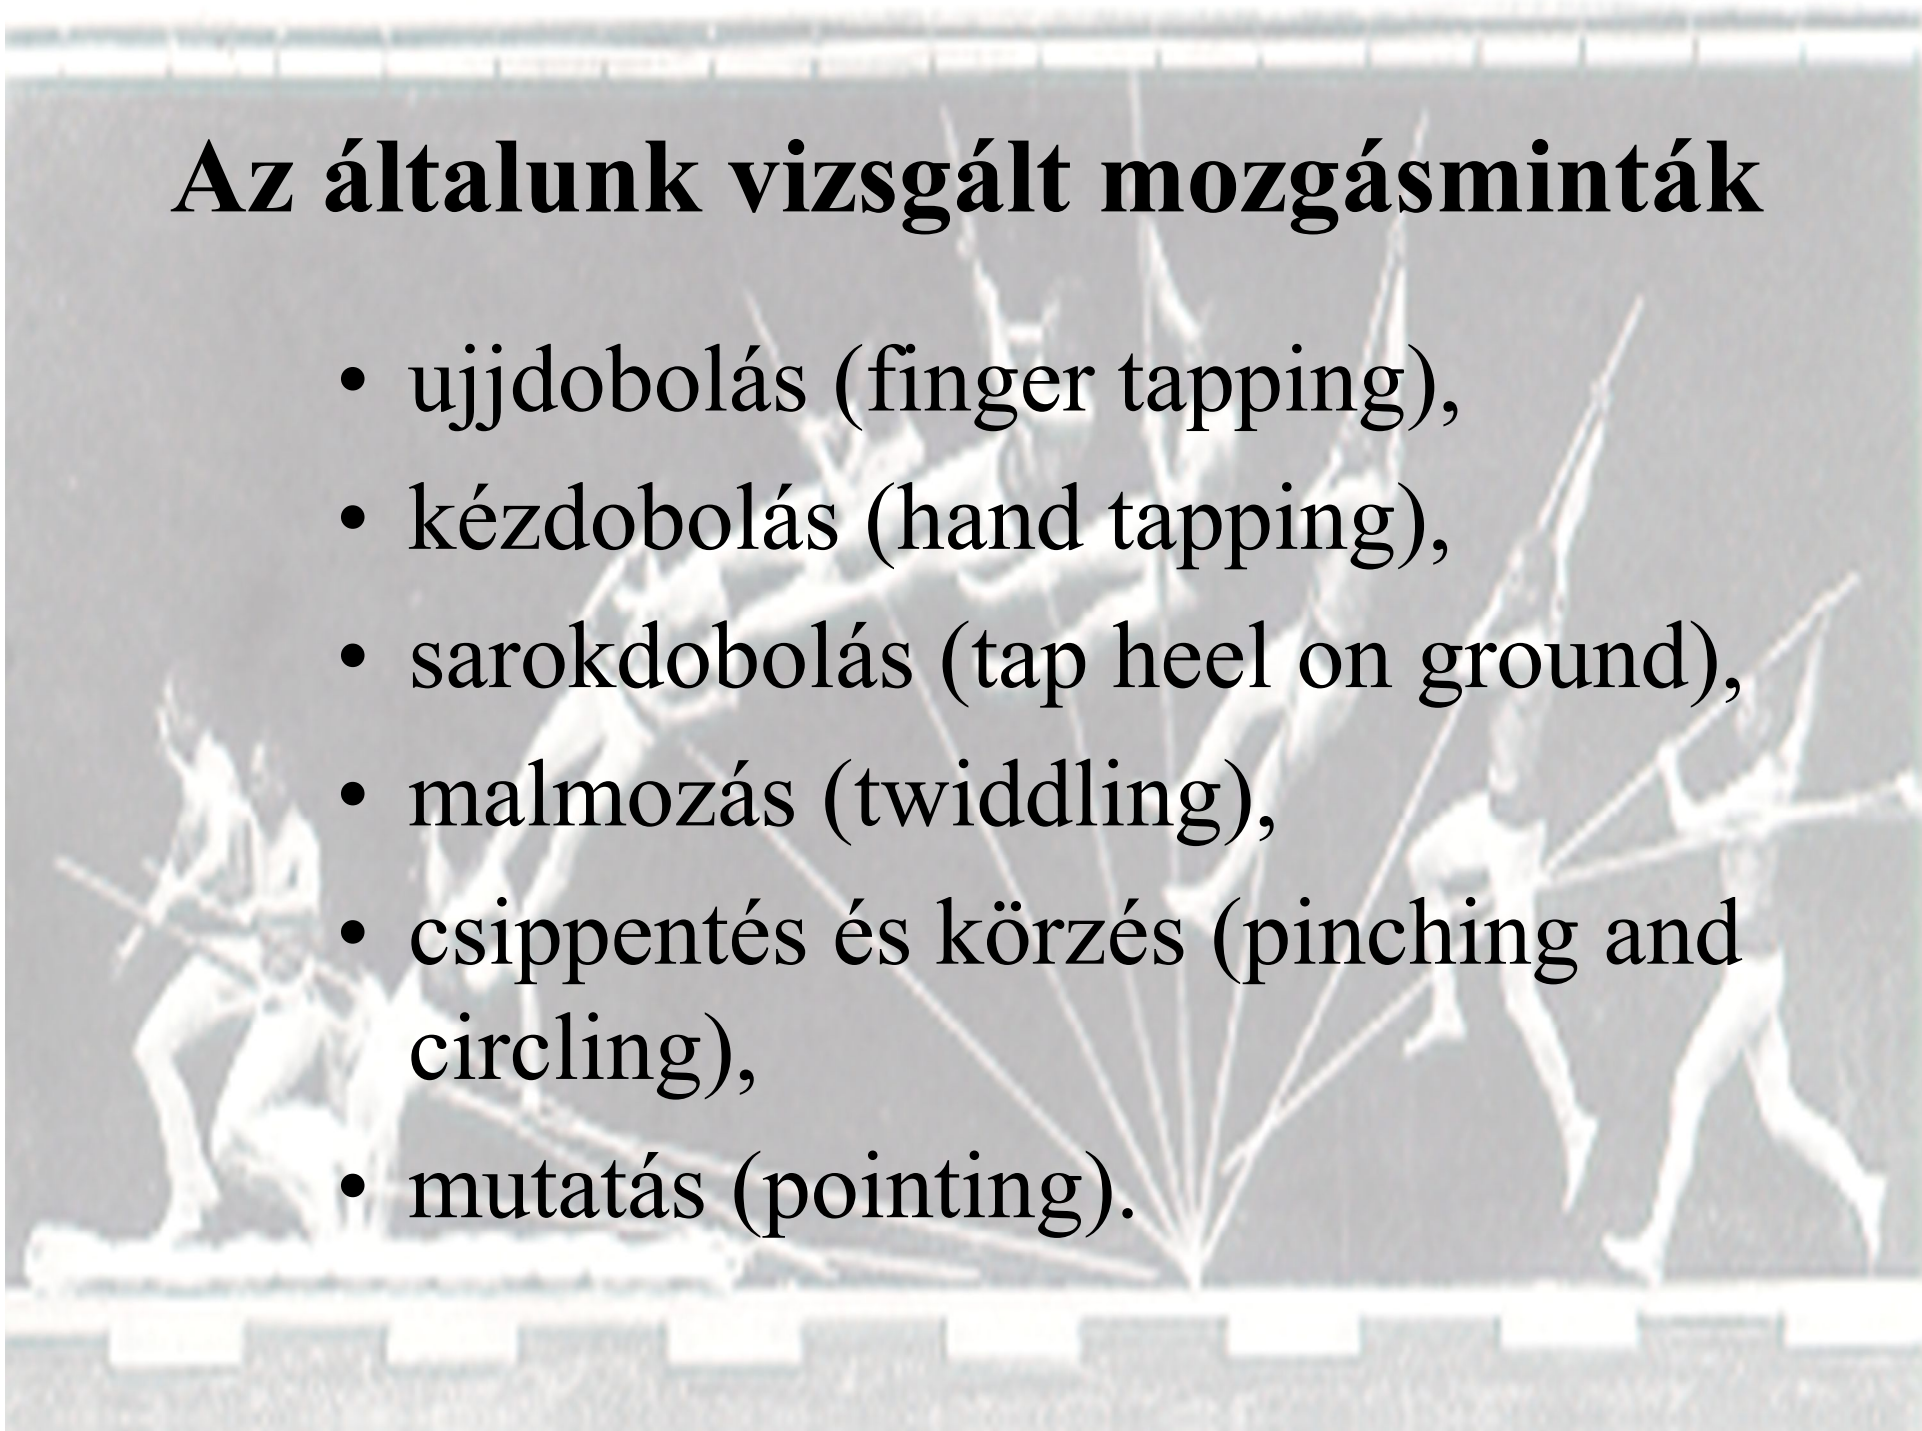 Az általunk vizsgált mozgásminták
• ujjdobolás (finger tapping),
• kézdobolás (hand tapping),
• sarokdobolás (tap heel on ground),
• malmozás (twiddling),
• csippentés és körzés (pinching and
circling),
• mutatás (pointing).